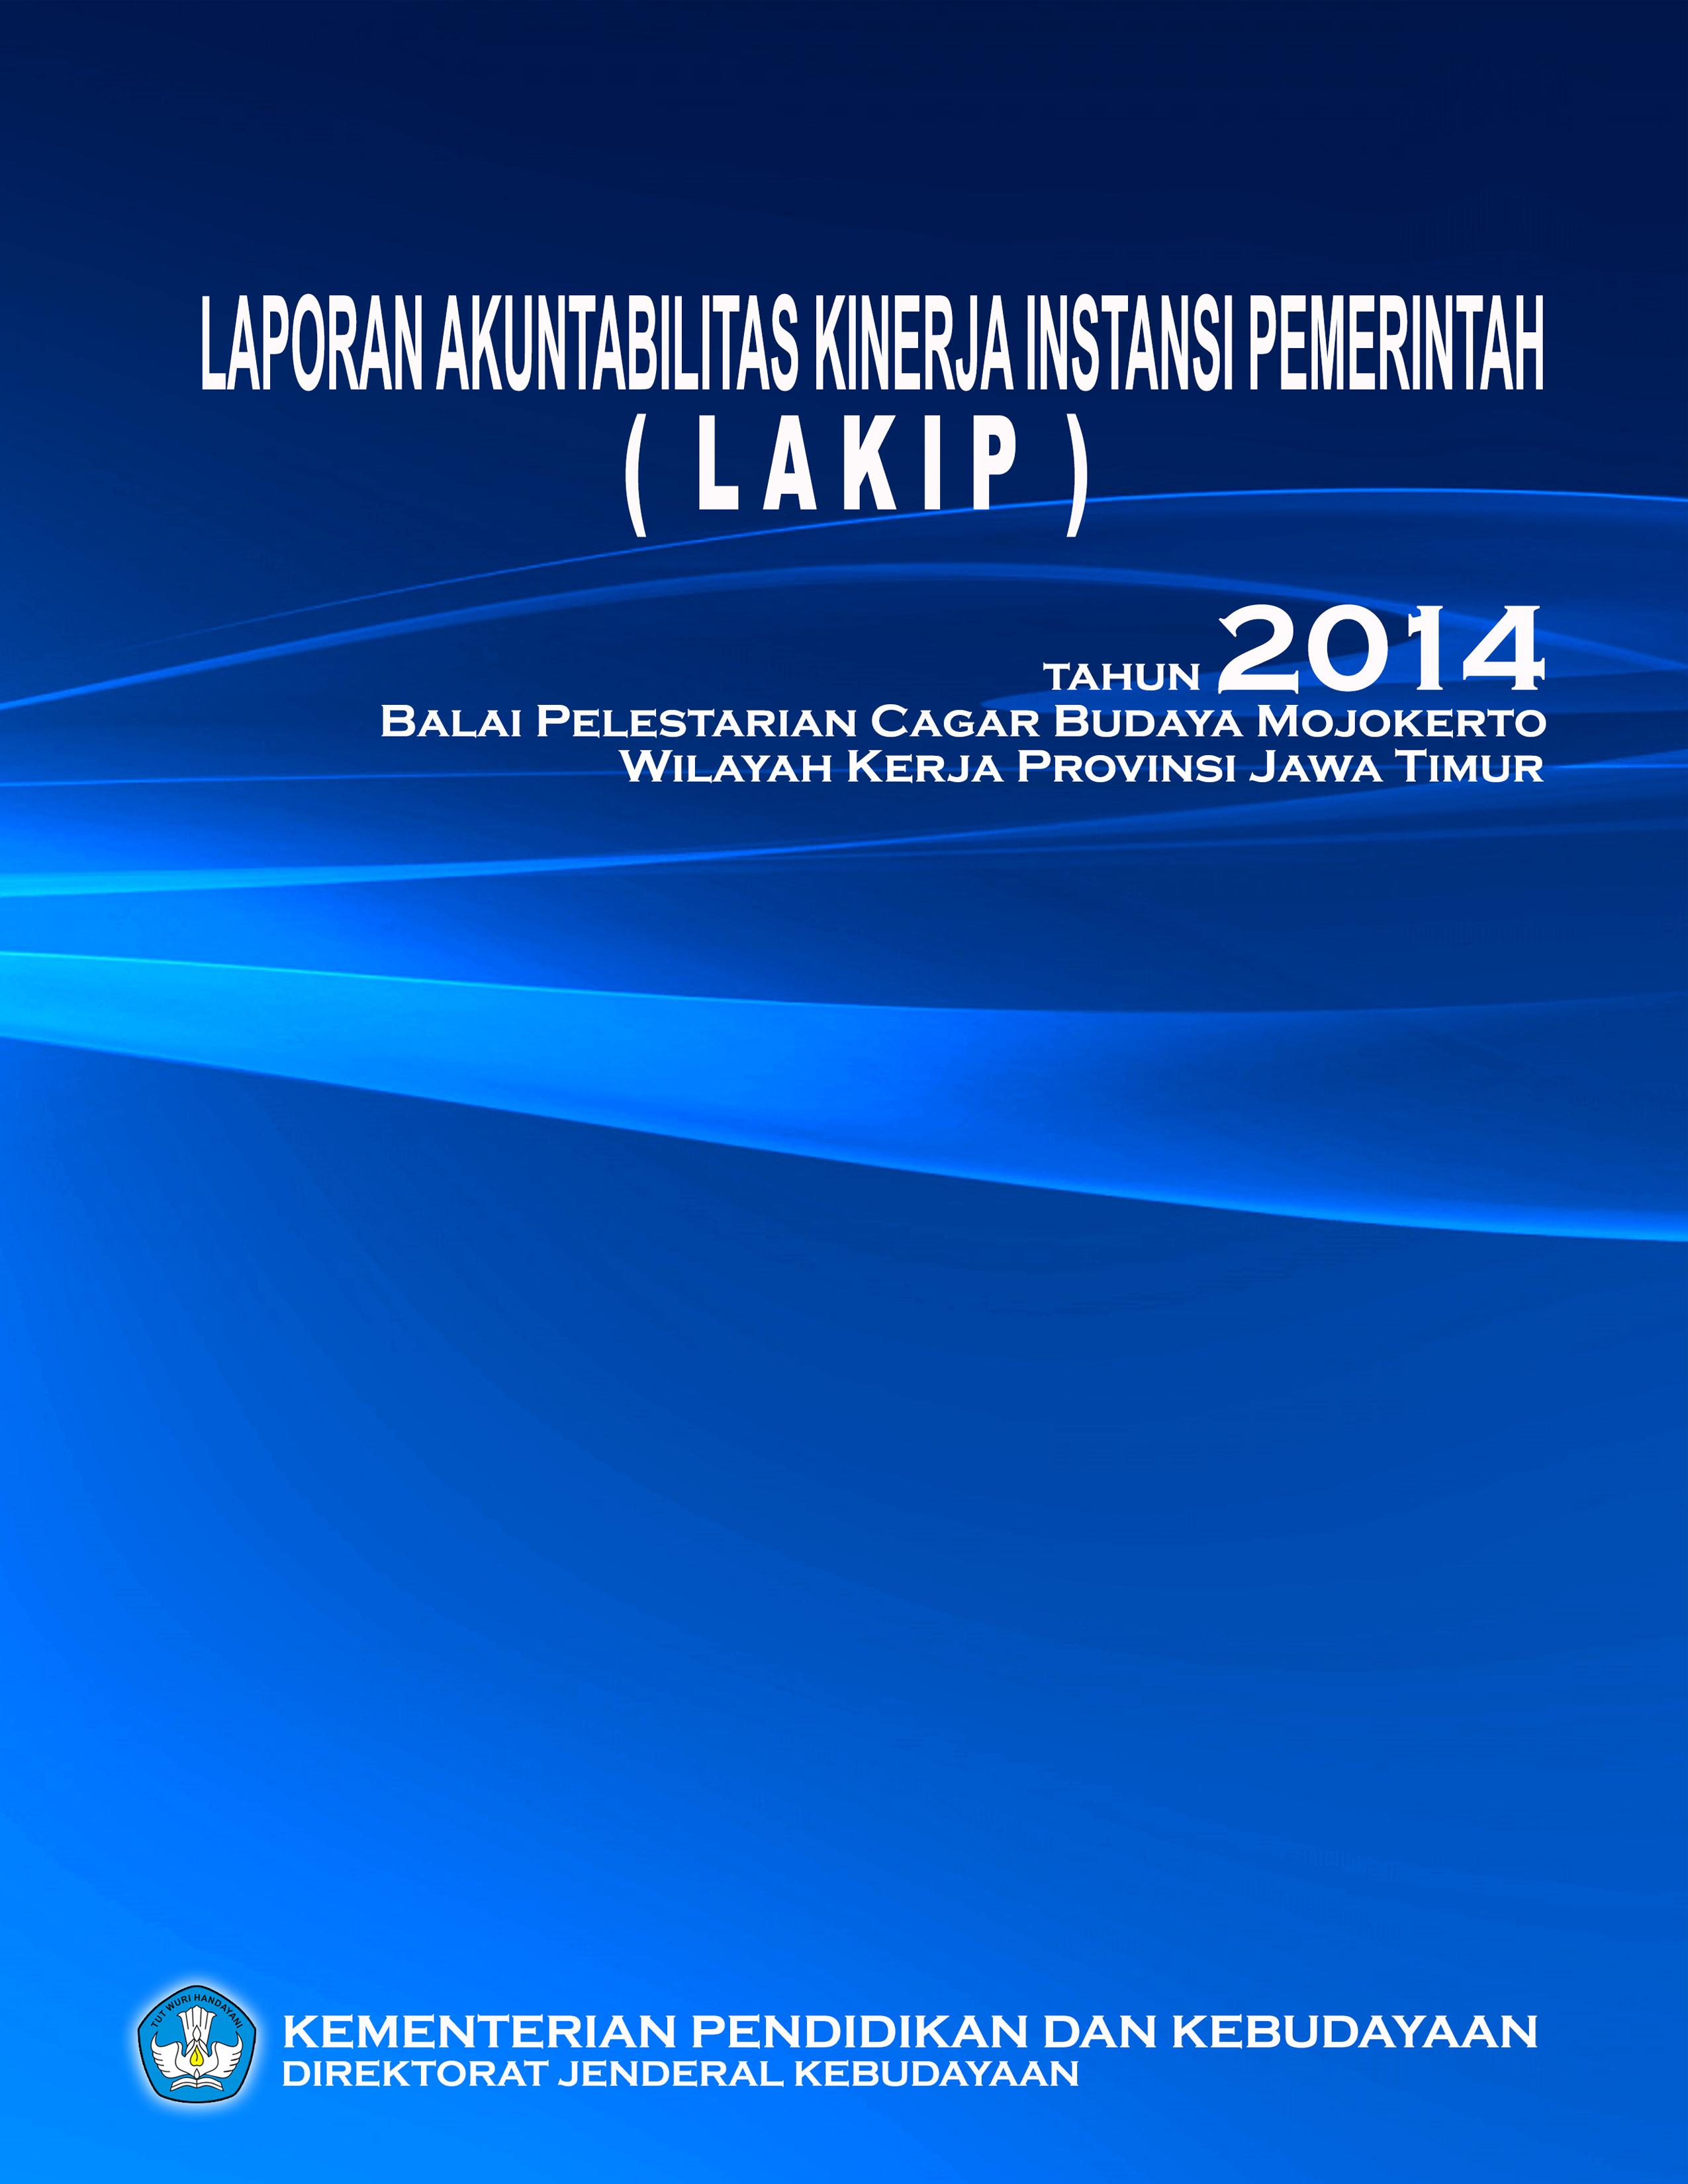 LAPORAN AKUNTABILITAS KINERJA INSTANSI PEMERINTAH
( LAKIP )
TAHUN 2014
BALAI PELESTARIAN CAGAR BUDAYA MOJOKERTO
WILAYAH KERJA PROVINSI JAWA TIMUR
TUT WURI HANDAYANI
KEMENTERIAN PENDIDIKAN DAN KEBUDAYAAN
DIREKTORAT JENDERAL KEBUDAYAAN